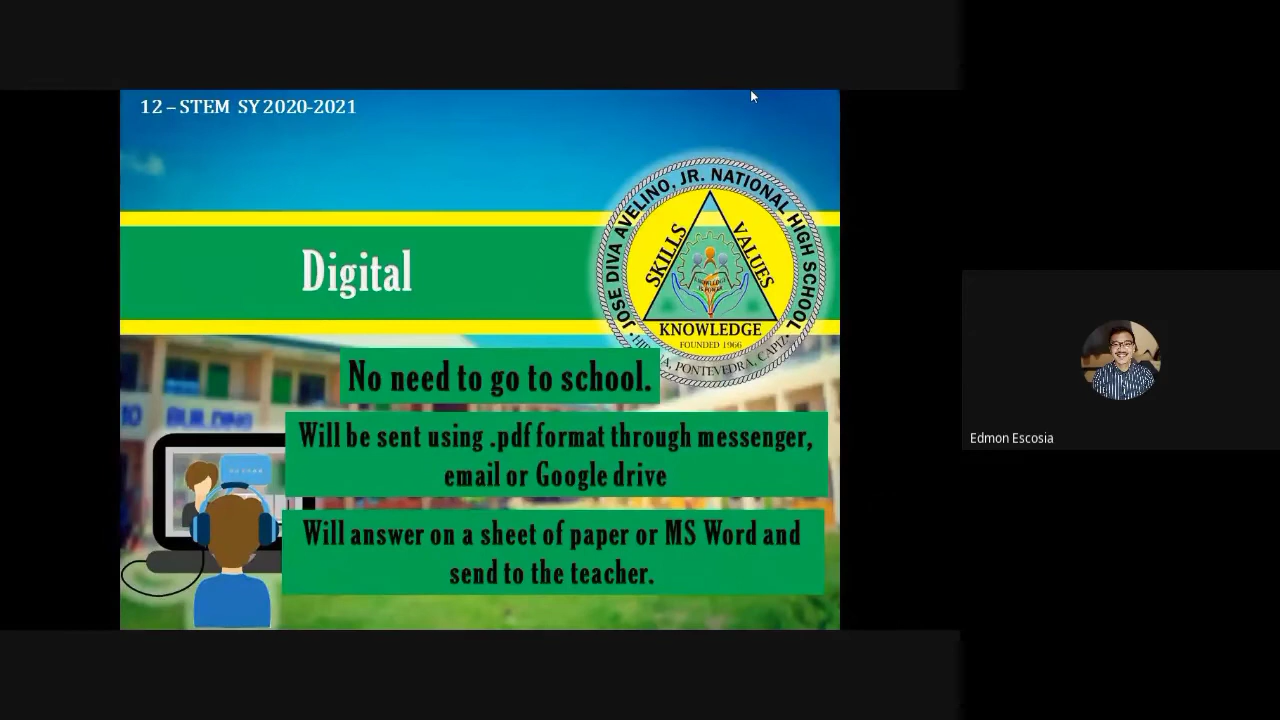 12 – STEM SY 2020-2021
JOSE DIVA AVELINO, JR. NATIONAL HIGH SCHOOL
SKILLS
VALUES
KNOWLEDGE
FOUNDED 1966
PONTEVEDRA, CAPIZ
Digital
No need to go to school.
BUILDING
Will be sent using .pdf format through messenger,
email or Google drive
Will answer on a sheet of paper or MS Word and
send to the teacher.
Edmon Escosia